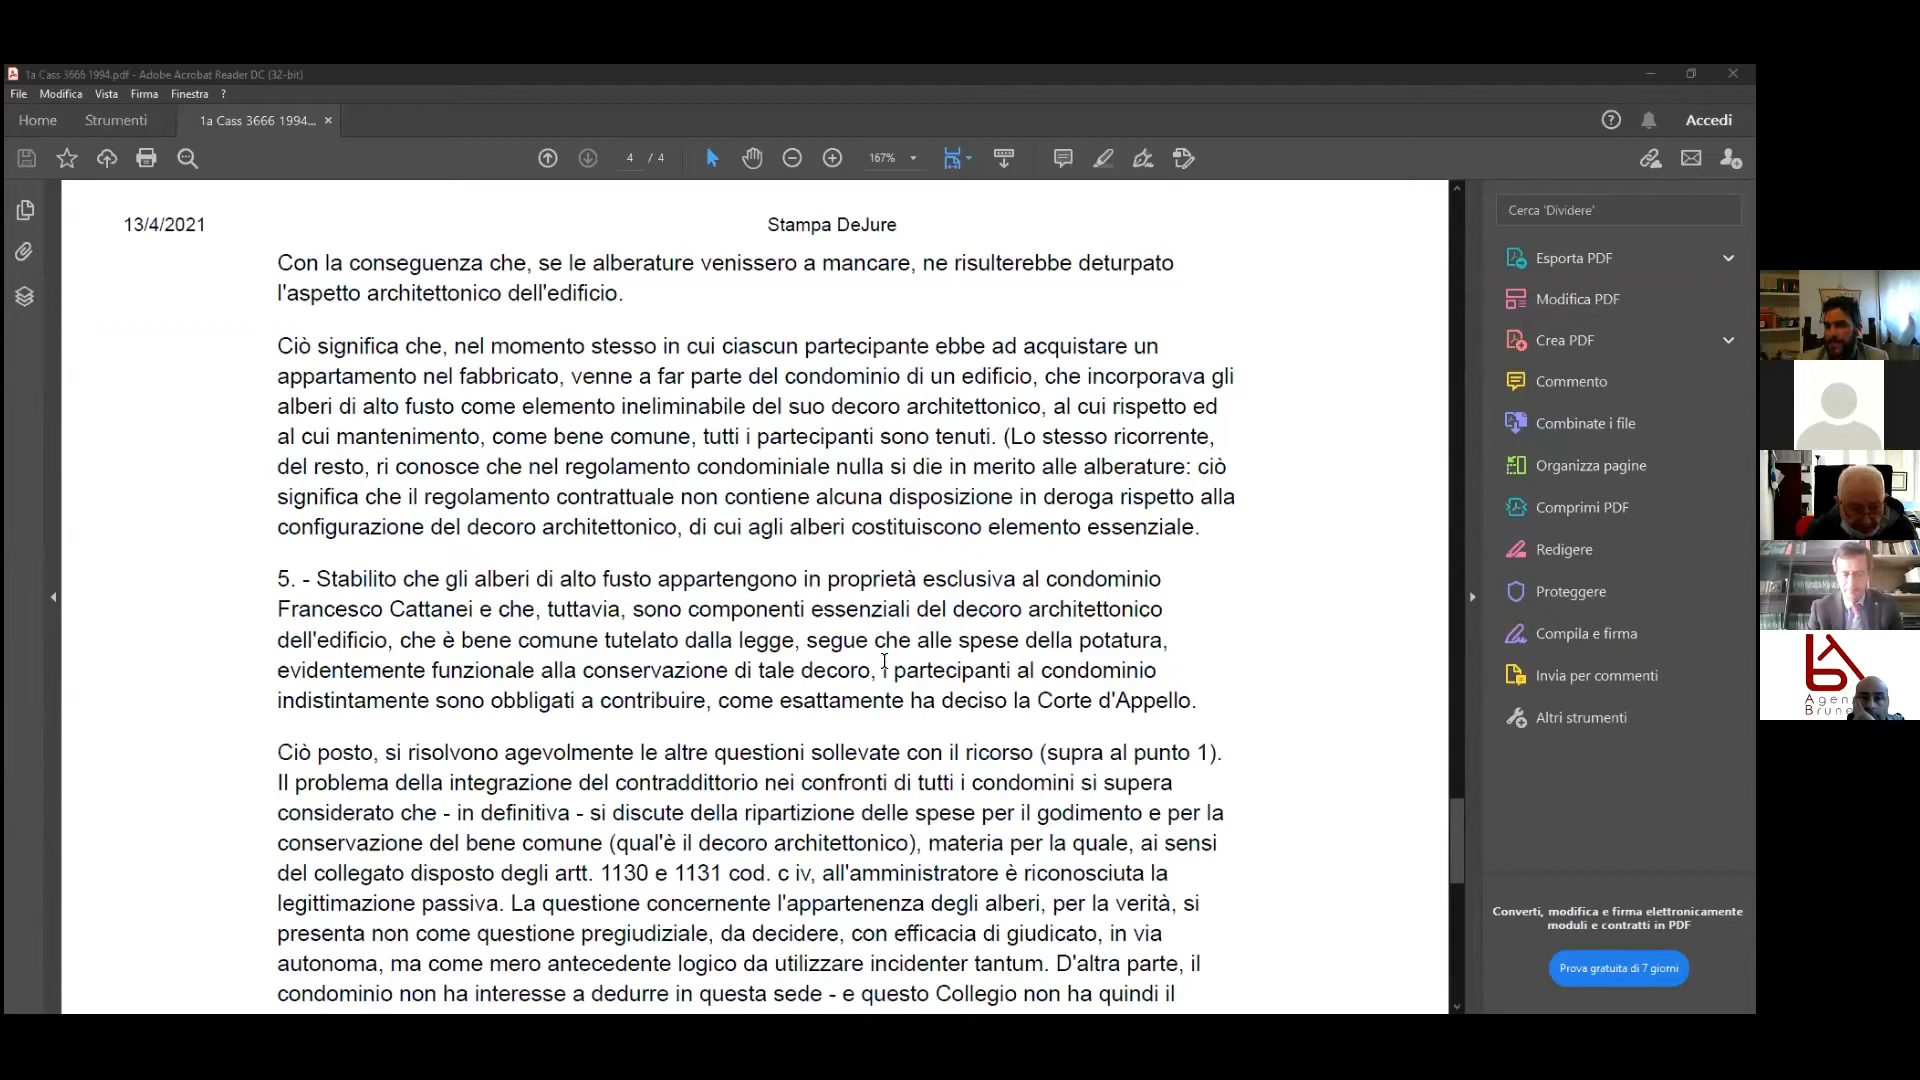 1a Cass 3666 1994.pdf - Adobe Acrobat Reader DC (32-bit)
File Modifica Vista Firma Finestra ?
Home Strumenti 1a Cass 3666 1994... × Accedi
4 / 4 167%
13/4/2021 Stampa DeJure
Con la conseguenza che, se le alberature venissero a mancare, ne risulterebbe deturpato
l'aspetto architettonico dell'edificio.
Ciò significa che, nel momento stesso in cui ciascun partecipante ebbe ad acquistare un
appartamento nel fabbricato, venne a far parte del condominio di un edificio, che incorporava gli
alberi di alto fusto come elemento ineliminabile del suo decoro architettonico, al cui rispetto ed
al cui mantenimento, come bene comune, tutti i partecipanti sono tenuti. (Lo stesso ricorrente,
del resto, ri conosce che nel regolamento condominiale nulla si die in merito alle alberature: ciò
significa che il regolamento contrattuale non contiene alcuna disposizione in deroga rispetto alla
configurazione del decoro architettonico, di cui agli alberi costituiscono elemento essenziale.
5. - Stabilito che gli alberi di alto fusto appartengono in proprietà esclusiva al condominio
Francesco Cattanei e che, tuttavia, sono componenti essenziali del decoro architettonico
dell'edificio, che è bene comune tutelato dalla legge, segue che alle spese della potatura,
evidentemente funzionale alla conservazione di tale decoro, i partecipanti al condominio
indistintamente sono obbligati a contribuire, come esattamente ha deciso la Corte d'Appello.
Ciò posto, si risolvono agevolmente le altre questioni sollevate con il ricorso (supra al punto 1).
Il problema della integrazione del contraddittorio nei confronti di tutti i condomini si supera
considerato che - in definitiva - si discute della ripartizione delle spese per il godimento e per la
conservazione del bene comune (qual'è il decoro architettonico), materia per la quale, ai sensi
del collegato disposto degli artt. 1130 e 1131 cod. c iv, all'amministratore è riconosciuta la
legittimazione passiva. La questione concernente l'appartenenza degli alberi, per la verità, si
presenta non come questione pregiudiziale, da decidere, con efficacia di giudicato, in via
autonoma, ma come mero antecedente logico da utilizzare incidenter tantum. D'altra parte, il
condominio non ha interesse a dedurre in questa sede - e questo Collegio non ha quindi il
Cerca 'Dividere'
Esporta PDF
Modifica PDF
Crea PDF
Commento
Combinate i file
Organizza pagine
Comprimi PDF
Redigere
Proteggere
Compila e firma
Invia per commenti
Altri strumenti
Converti, modifica e firma elettronicamente
moduli e contratti in PDF
Prova gratuita di 7 giorni